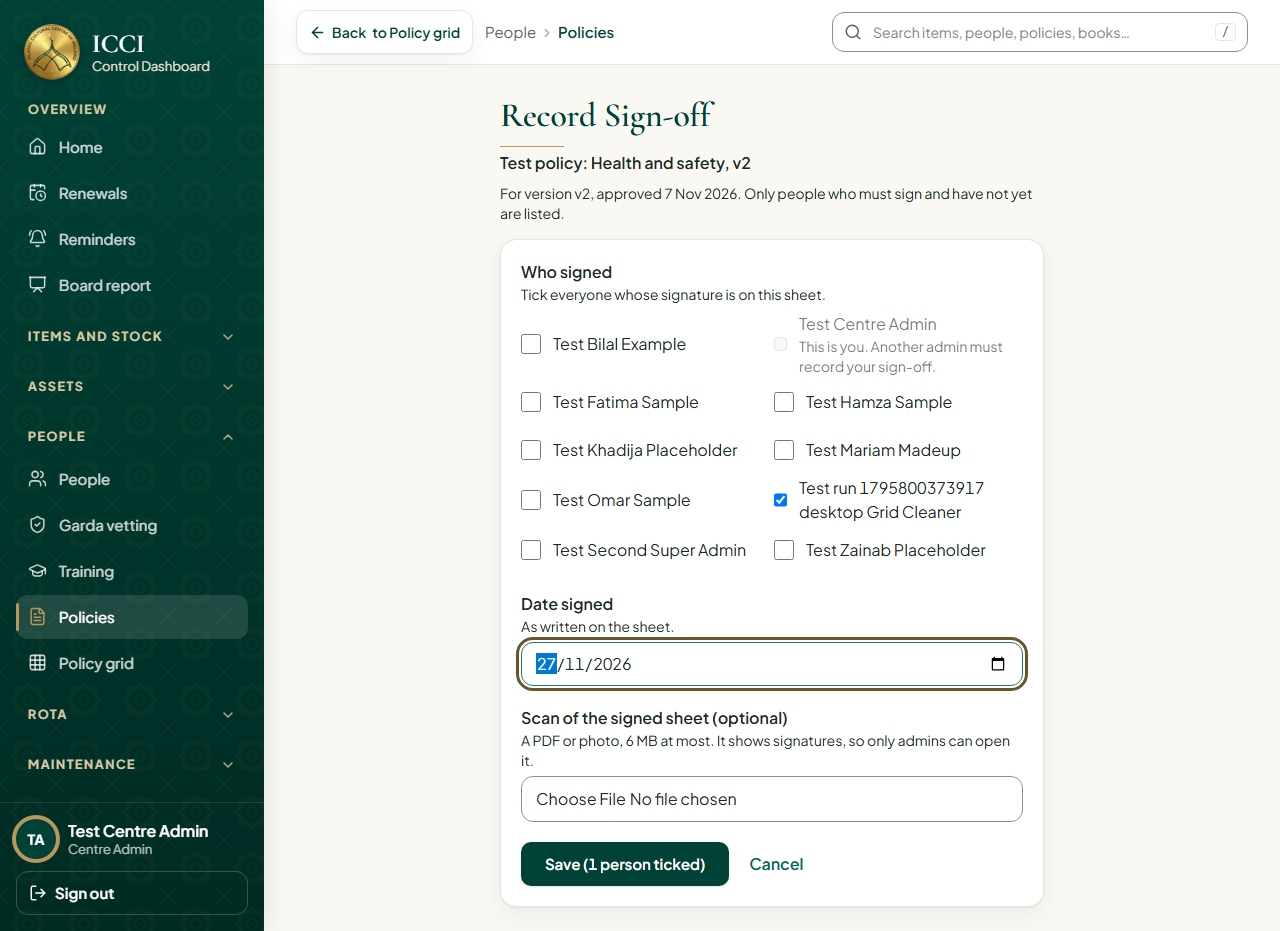 ICCI
Control Dashboard
OVERVIEW
Home
Renewals
Reminders
Board report
ITEMS AND STOCK
ASSETS
PEOPLE
People
Garda vetting
Training
Policies
Policy grid
ROTA
MAINTENANCE
TA
Test Centre Admin
Centre Admin
Sign out
Back to Policy grid
People > Policies
Search items, people, policies, books...
/
Record Sign-off
Test policy: Health and safety, v2
For version v2, approved 7 Nov 2026. Only people who must sign and have not yet
are listed.
Who signed
Tick everyone whose signature is on this sheet.
Test Bilal Example
Test Centre Admin
This is you. Another admin must
record your sign-off.
Test Fatima Sample
Test Hamza Sample
Test Khadija Placeholder
Test Mariam Madeup
Test Omar Sample
Test run 1795800373917
desktop Grid Cleaner
Test Second Super Admin
Test Zainab Placeholder
Date signed
As written on the sheet.
27/11/2026
Scan of the signed sheet (optional)
A PDF or photo, 6 MB at most. It shows signatures, so only admins can open
it.
Choose File No file chosen
Save (1 person ticked)
Cancel